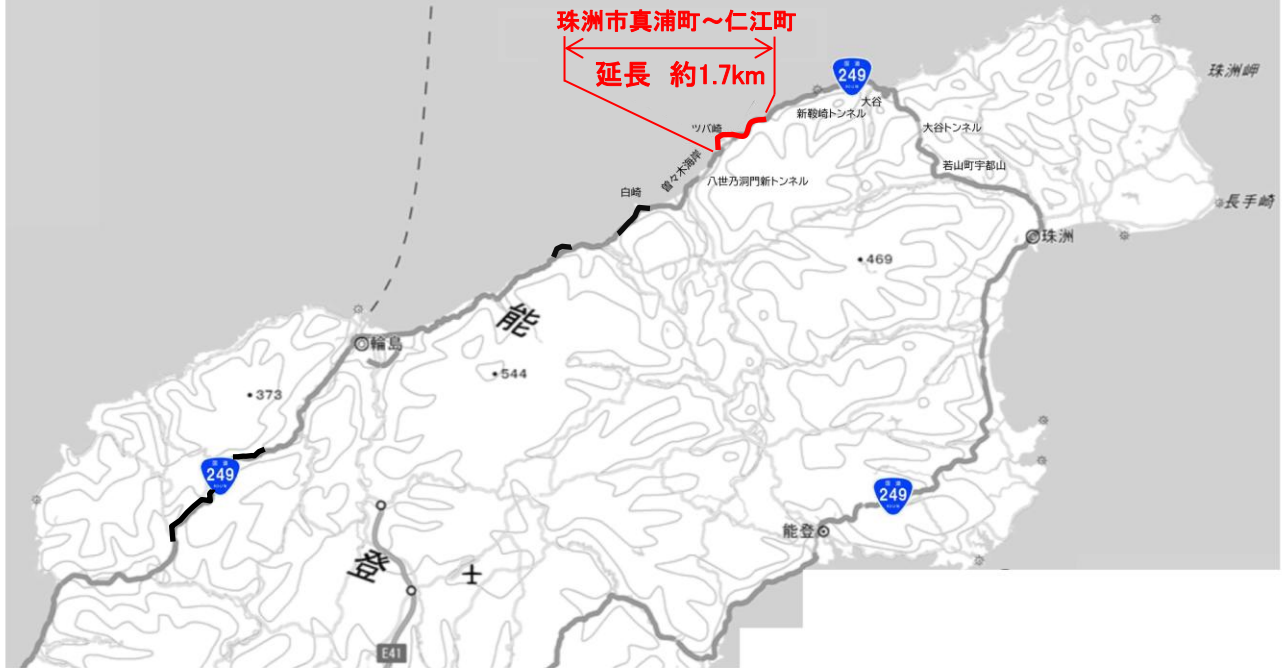 珠洲市真浦町～仁江町
延長 約1.7km
249
珠洲岬
大谷
新鞍崎トンネル
ツバ崎
大谷トンネル
曽々木海岸
若山町宇都山
八世乃洞門新トンネル
白崎
長手崎
珠洲
469
能
輪島
544
373
249
249
能登
登
E41